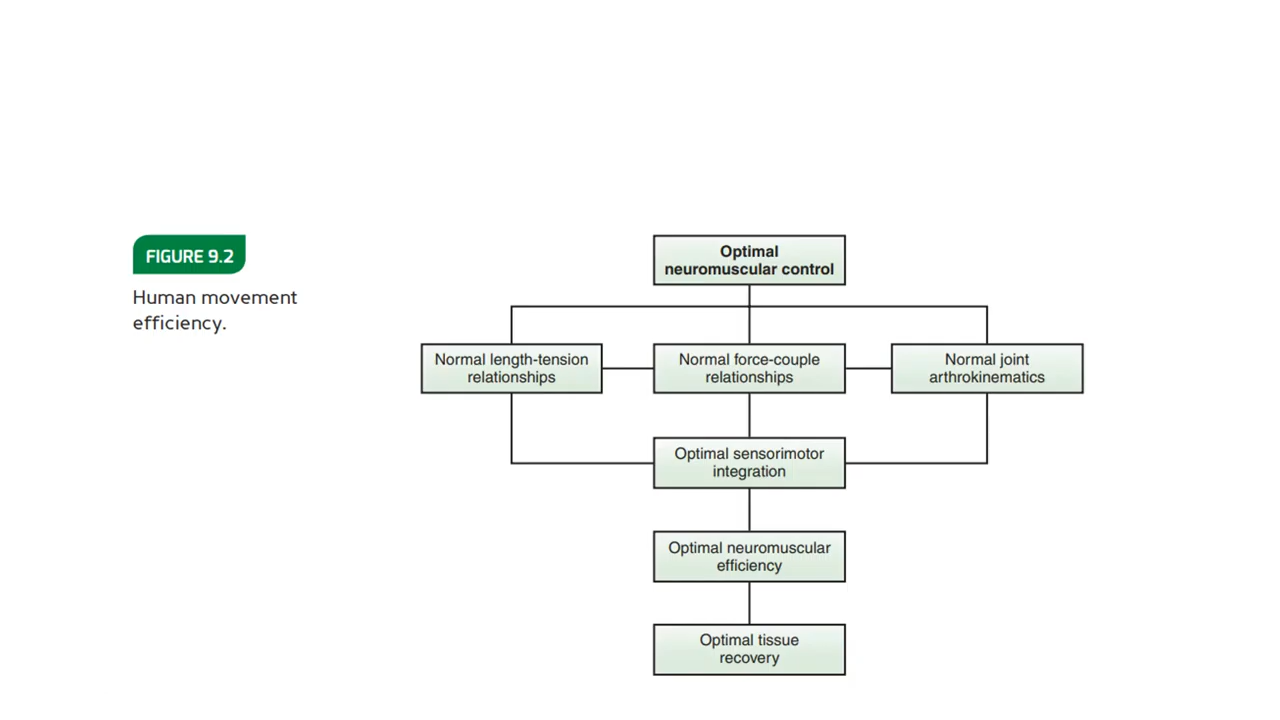 FIGURE 9.2
Human movement
efficiency.
Optimal
neuromuscular control
Normal length-tension
relationships
Normal force-couple
relationships
Normal joint
arthrokinematics
Optimal sensorimotor
integration
Optimal neuromuscular
efficiency
Optimal tissue
recovery